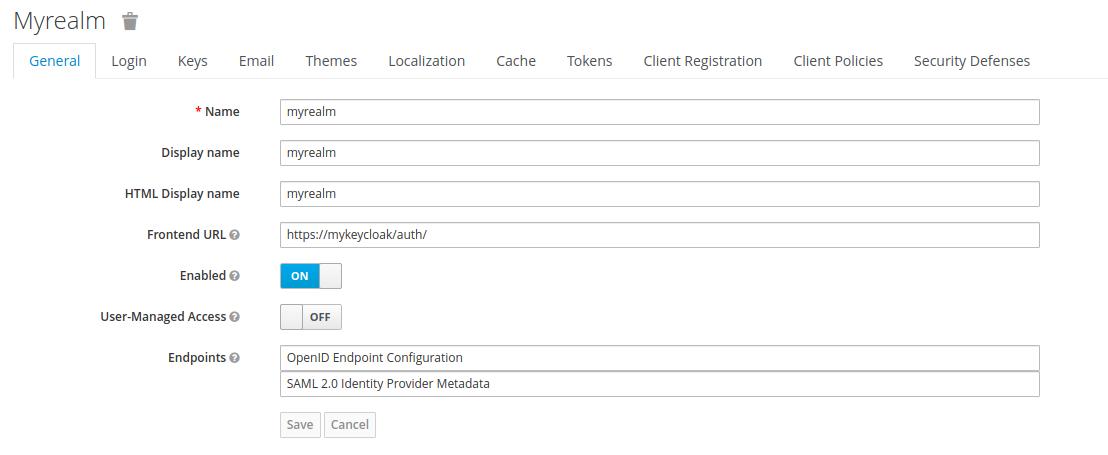 Myrealm
General Login Keys Email Themes Localization Cache Tokens Client Registration Client Policies Security Defenses
* Name myrealm
Display name myrealm
HTML Display name myrealm
Frontend URL https://mykeycloak/auth/
Enabled ON
User-Managed Access OFF
Endpoints OpenID Endpoint Configuration
SAML 2.0 Identity Provider Metadata
Save Cancel